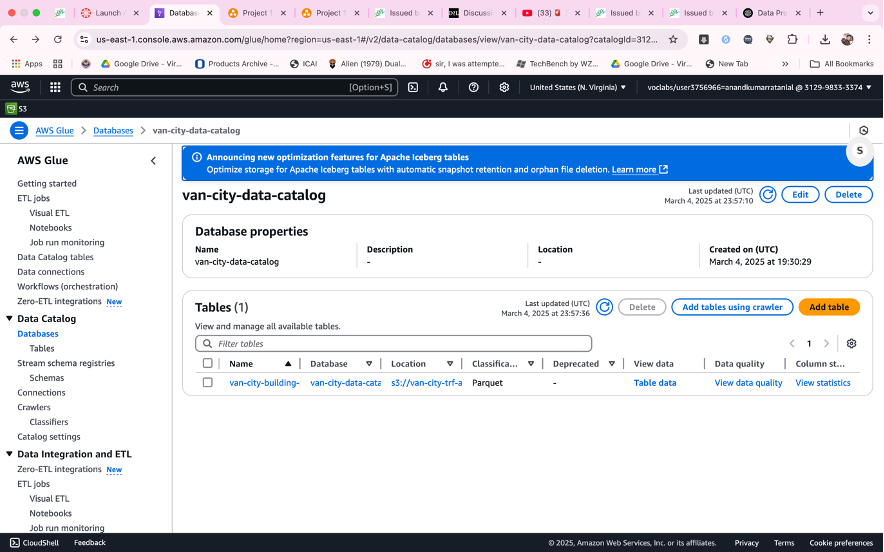 Launch
Databas
Project 1
Project 1
Issued b
Discussi
(33)
Issued b
Issued b
Data Pro
us-east-1.console.aws.amazon.com/glue/home?region=us-east-1#/v2/data-catalog/databases/view/van-city-data-catalog?catalogId=312...
Apps
Google Drive – Vir...
Products Archive -...
ICAI
Alien (1979) Dual...
sir, I was attempte...
TechBench by WZ...
Google Drive – Vir...
New Tab
»
All Bookmarks
aws
Search
[Option+S]
United States (N. Virginia) ▼
voclabs/user3756966=anandkumarratanlal @ 3129-9833-3374 ▼
S3
AWS Glue
Databases
van-city-data-catalog
S
AWS Glue
Getting started
ETL jobs
Visual ETL
Notebooks
Job run monitoring
Data Catalog tables
Data connections
Workflows (orchestration)
Zero-ETL integrations New
Data Catalog
Databases
Tables
Stream schema registries
Schemas
Connections
Crawlers
Classifiers
Catalog settings
Data Integration and ETL
Zero-ETL integrations New
ETL jobs
Visual ETL
Notebooks
Job run monitoring
Announcing new optimization features for Apache Iceberg tables
Optimize storage for Apache Iceberg tables with automatic snapshot retention and orphan file deletion. Learn more
van-city-data-catalog
Last updated (UTC)
March 4, 2025 at 23:57:10
Edit
Delete
Database properties
Name
van-city-data-catalog
Description
-
Location
-
Created on (UTC)
March 4, 2025 at 19:30:29
Tables (1)
Last updated (UTC)
March 4, 2025 at 23:57:36
Delete
Add tables using crawler
Add table
View and manage all available tables.
Filter tables
1
Name Database Location Classifica... Deprecated View data Data quality Column st...
van-city-building- van-city-data-cata s3://van-city-trf-a Parquet - Table data View data quality View statistics
CloudShell
Feedback
© 2025, Amazon Web Services, Inc. or its affiliates.
Privacy
Terms
Cookie preferences